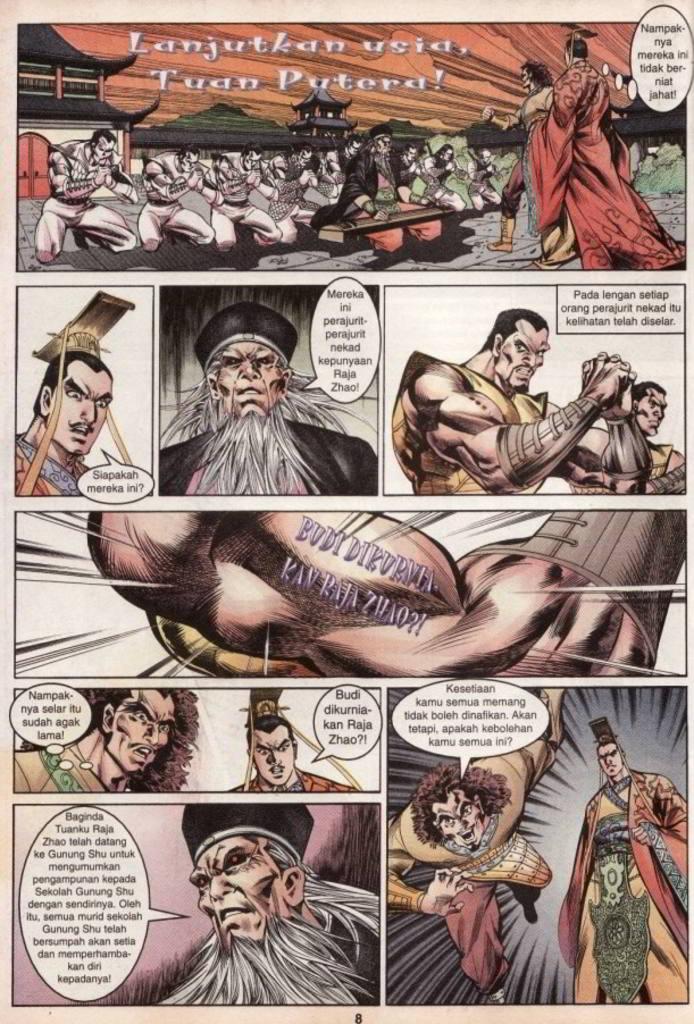 Lanjutkan usia,
Tuan Putera!
Nampak-
nya
mereka ini
tidak ber-
niat
jahat!
Siapakah
mereka ini?
Mereka
ini
perajurit-
perajurit
nekad
kepunyaan
Raja
Zhao!
Pada lengan setiap
orang perajurit nekad itu
kelihatan telah diselar.
BUDI DIKURNIA-
KAN RAJA ZHAO?!
Nampak-
nya selar itu
sudah agak
lama!
Budi
dikurnia-
kan Raja
Zhao?!
Kesetiaan
kamu semua memang
tidak boleh dinafikan. Akan
tetapi, apakah kebolehan
kamu semua ini?
Baginda
Tuanku Raja
Zhao telah datang
ke Gunung Shu untuk
mengumumkan
pengampunan kepada
Sekolah Gunung Shu
dengan sendirinya. Oleh
itu, semua murid sekolah
Gunung Shu telah
bersumpah akan setia
dan memperhamba-
kan diri
kepadanya!
8